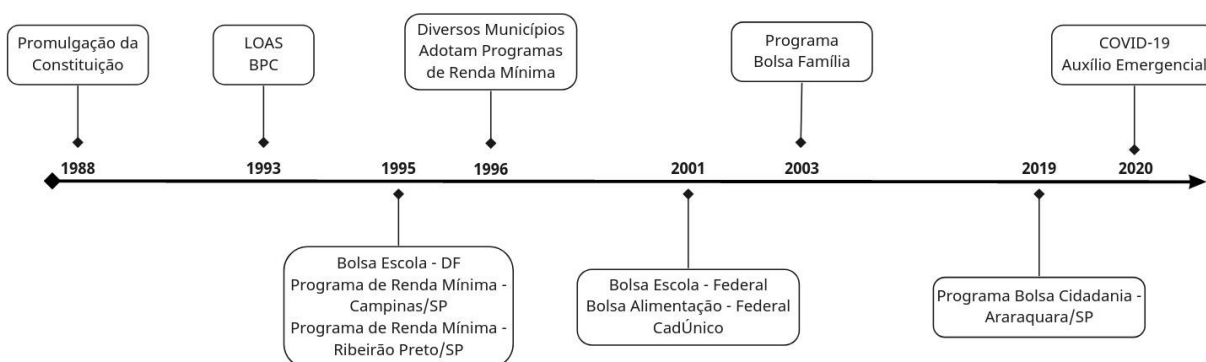 Promulgação da
Constituição
LOAS
BPC
Diversos Municípios
Adotam Programas
de Renda Mínima
Programa
Bolsa Família
COVID-19
Auxílio Emergencial
1988
1993
1995
1996
2001
2003
2019
2020
Bolsa Escola - DF
Programa de Renda Mínima -
Campinas/SP
Programa de Renda Mínima -
Ribeirão Preto/SP
Bolsa Escola - Federal
Bolsa Alimentação - Federal
CadÚnico
Programa Bolsa Cidadania -
Araraquara/SP